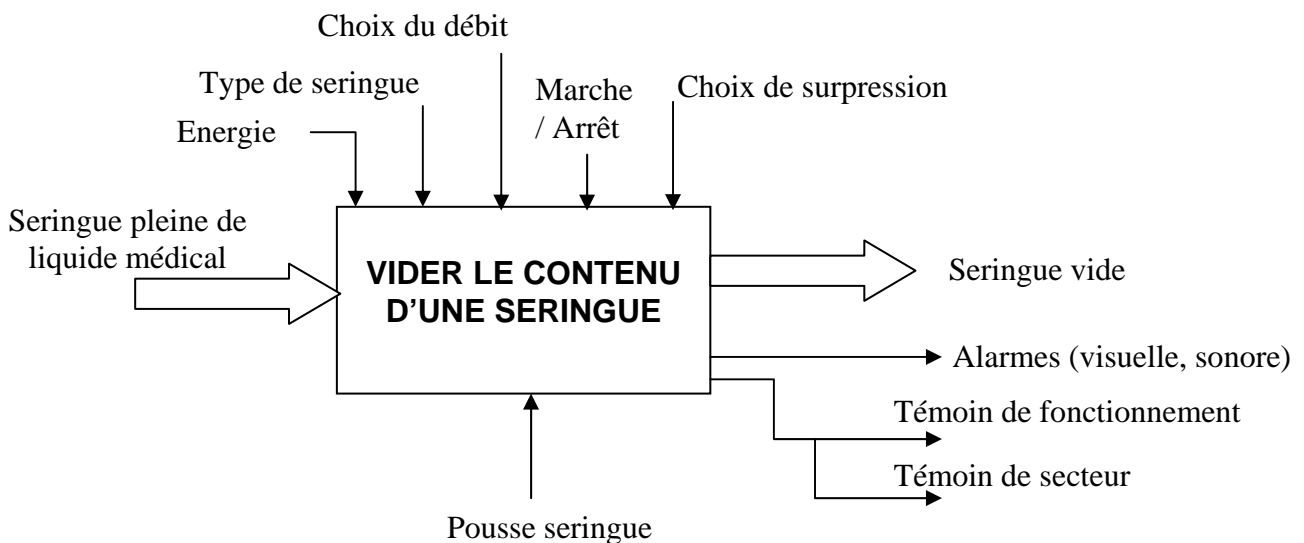 Choix du débit
Type de seringue
Marche
/ Arrêt
Choix de surpression
Energie
Seringue pleine de
liquide médical
VIDER LE CONTENU
D'UNE SERINGUE
Seringue vide
Alarmes (visuelle, sonore)
Témoin de fonctionnement
Témoin de secteur
Pousse seringue